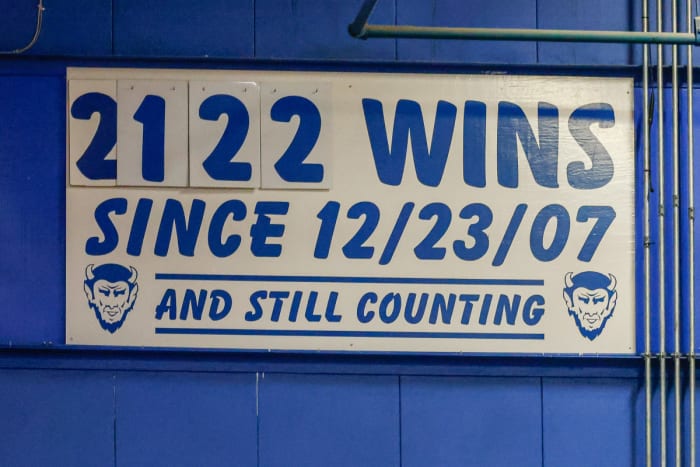 2122 WINS
SINCE 12/23/07
AND STILL COUNTING